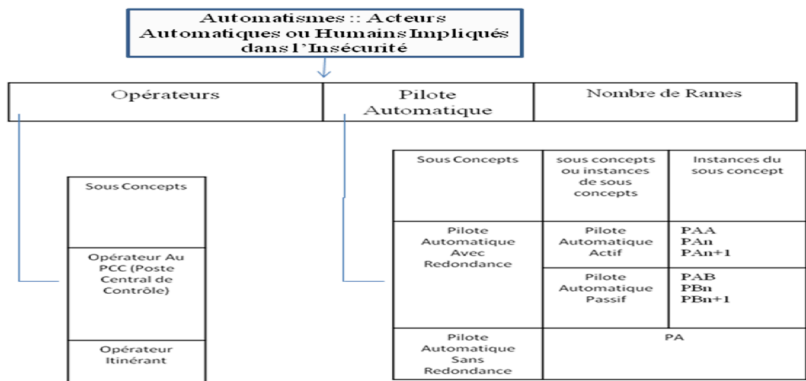 Automatismes :: Acteurs
Automatiques ou Humains Impliqués
dans l'Insécurité
Opérateurs
Pilote
Automatique
Nombre de Rames
Sous Concepts
Opérateur Au
PCC (Poste
Central de
Contrôle)
Opérateur
Itinérant
Sous Concepts
sous concepts
ou instances
de sous
concepts
Instances du
sous concept
Pilote
Automatique
Avec
Redondance
Pilote
Automatique
Actif
PAA
PAn
PAn+1
Pilote
Automatique
Passif
PAB
PBn
PBn+1
Pilote
Automatique
Sans
Redondance
PA